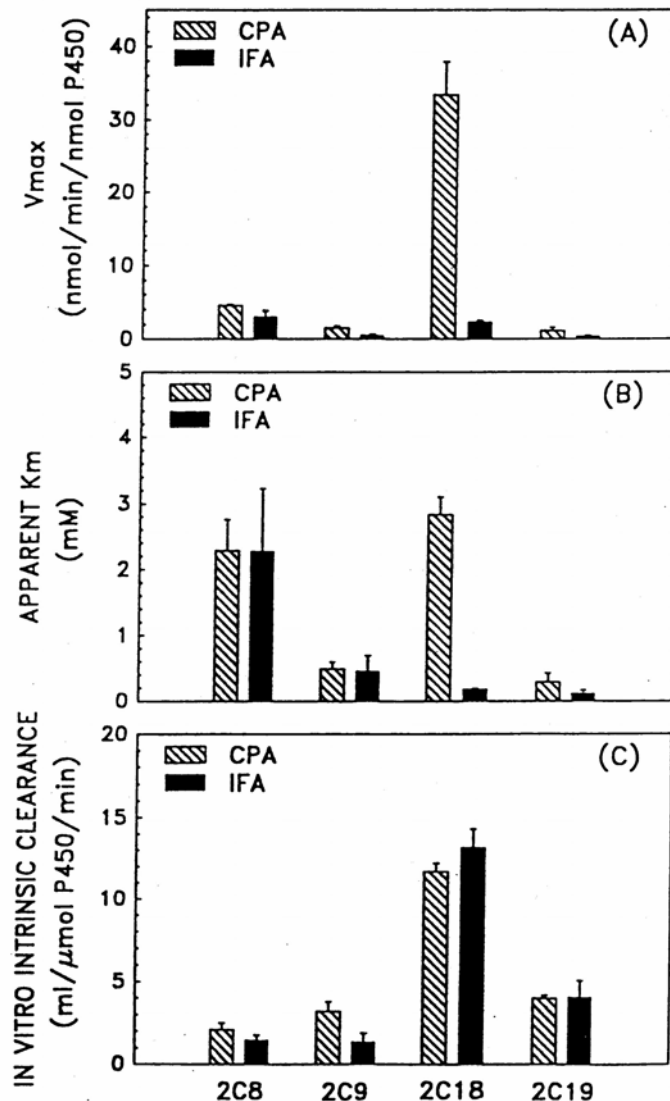 (A)
CPA
IFA
Vmax
(nmol/min/nmol P450)
40
30
20
10
0
(B)
CPA
IFA
APPARENT Km
(mM)
5
4
3
2
1
0
(C)
CPA
IFA
IN VITRO INTRINSIC CLEARANCE
(ml/μmol P450/min)
20
15
10
5
0
2C8 2C9 2C18 2C19